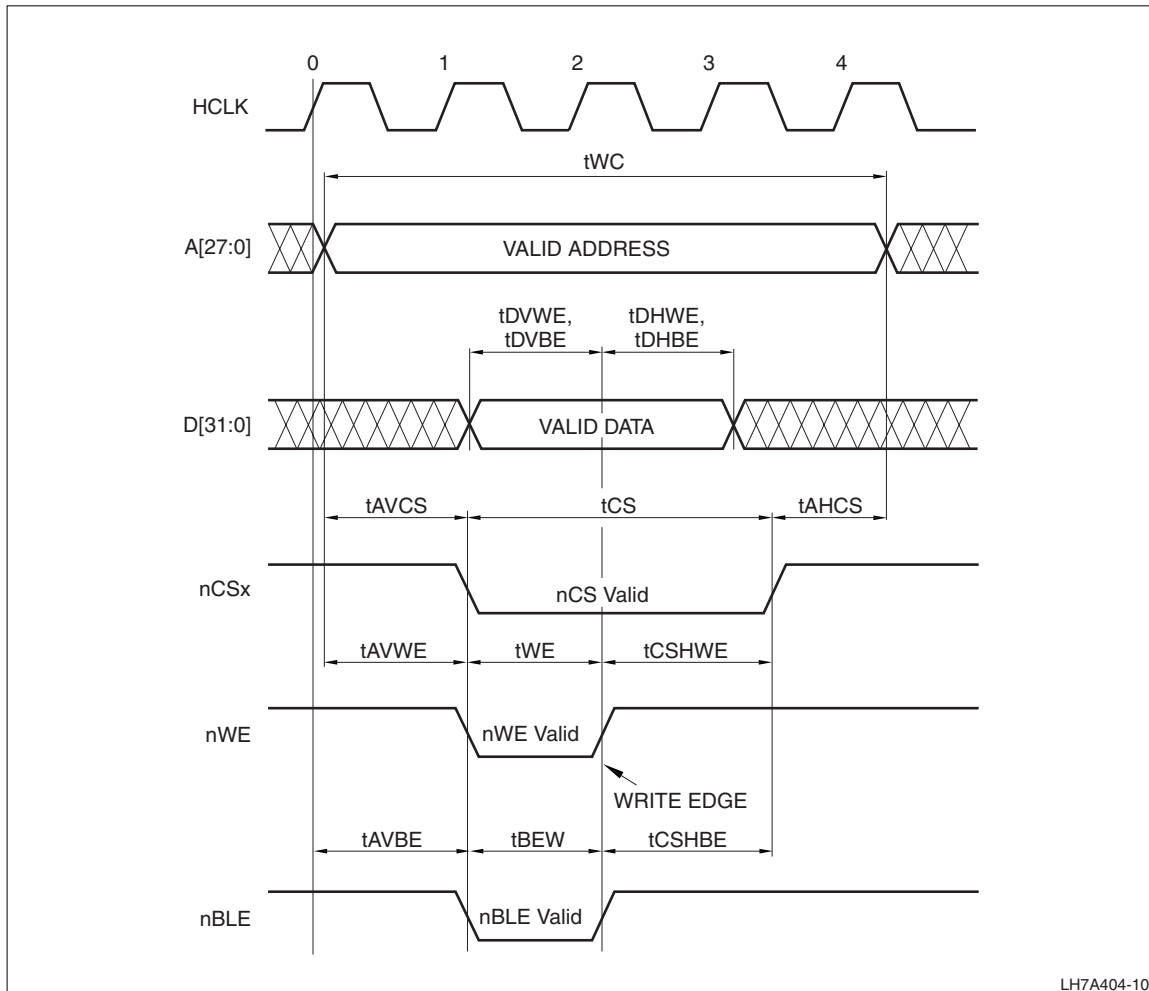 0 1 2 3 4
HCLK
tWC
A[27:0] VALID ADDRESS
tDVWE, tDHWE,
tDVBE tDHBE
D[31:0] VALID DATA
tAVCS tCS tAHCS
nCSx nCS Valid
tAVWE tWE tCSHWE
nWE nWE Valid
WRITE EDGE
tAVBE tBEW tCSHBE
nBLE nBLE Valid
LH7A404-10